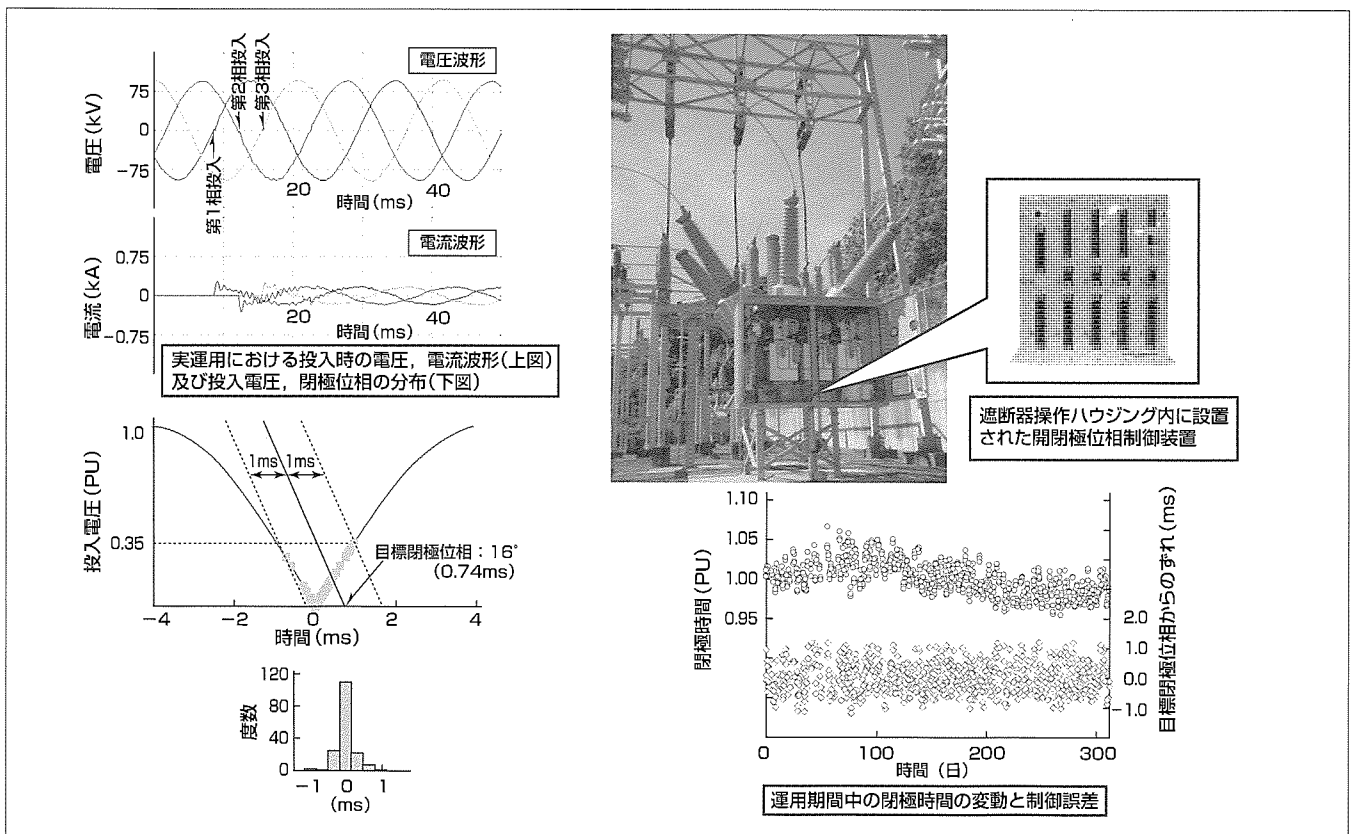 電圧波形
電圧(kV)
75
0
−75
第1相投入
第2相投入
第3相投入
20
40
時間(ms)
電流波形
電流(kA)
0.75
0
−0.75
20
40
時間(ms)
実運用における投入時の電圧，電流波形(上図)
及び投入電圧，閉極位相の分布(下図)
投入電圧(PU)
1.0
0.35
1ms
1ms
目標閉極位相：16°
(0.74ms)
−4
−2
0
2
4
時間(ms)
度数
120
80
40
0
−1
0
1
(ms)
遮断器操作ハウジング内に設置
された開閉極位相制御装置
閉極時間(PU)
1.10
1.05
1.00
0.95
目標閉極位相からのずれ(ms)
2.0
1.0
0.0
−1.0
0
100
200
300
時間（日）
運用期間中の閉極時間の変動と制御誤差